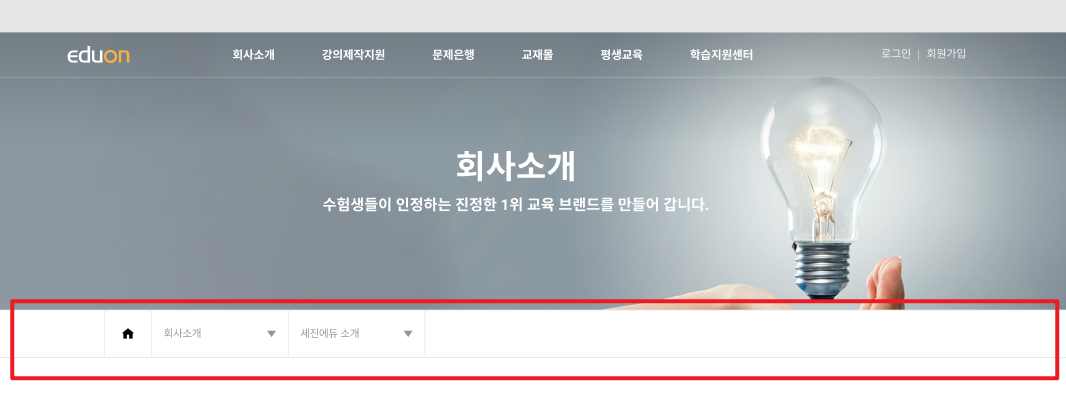 eduon 회사소개 강의제작지원 문제은행 교재몰 평생교육 학습지원센터 로그인 | 회원가입
회사소개
수험생들이 인정하는 진정한 1위 교육 브랜드를 만들어 갑니다.
회사소개 세진에듀 소개